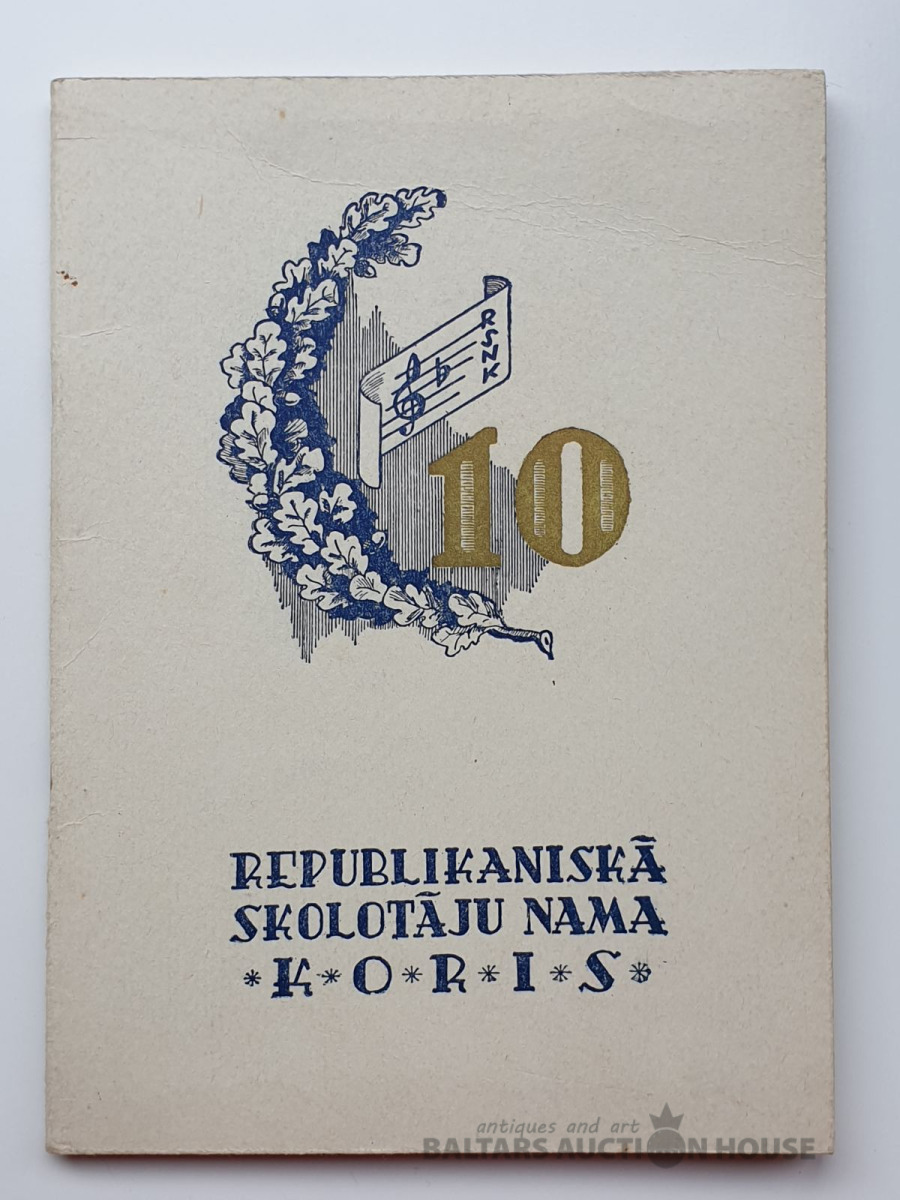 RSNK
10
REPUBLIKANISKĀ
SKOLOTĀJU NAMA
*K*O*R*I*S*
antiques and art
BALTARS AUCTION HOUSE